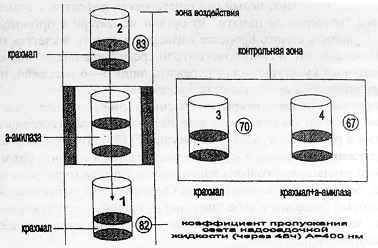 зона воздействия
2
83
крахмал
контрольная зона
α-амилаза
3
70
4
67
крахмал
крахмал+α-амилаза
1
крахмал
82
коэффициент пропускания
света надосадочной
жидкости (через 48ч) А=400 нм